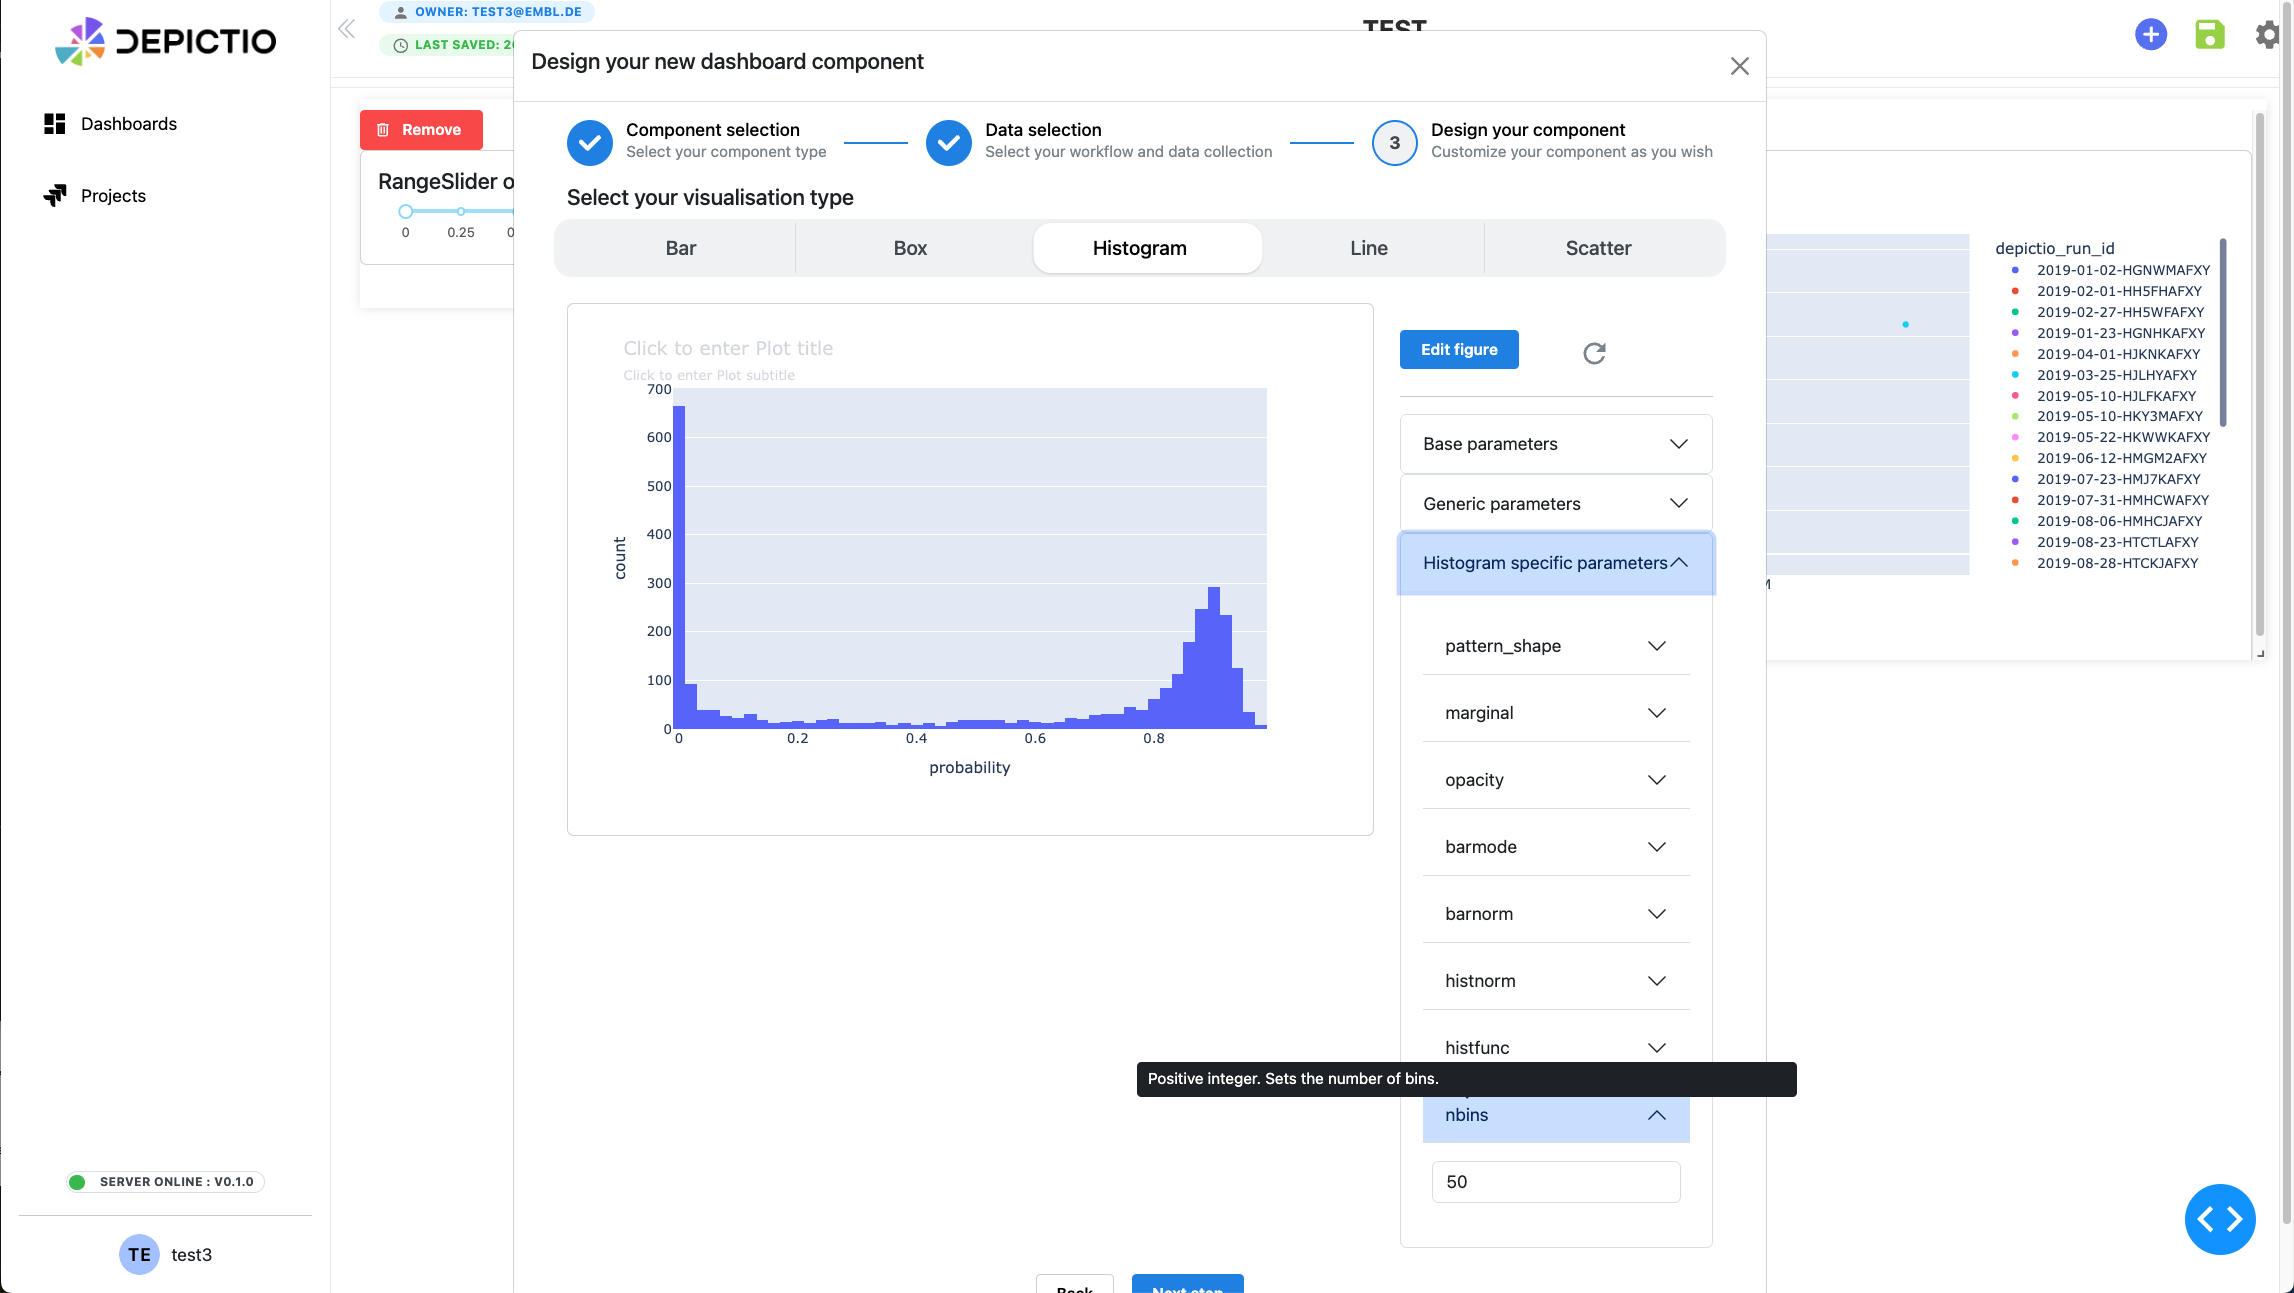 DEPICTIO
Dashboards
Projects
SERVER ONLINE : V0.1.0
TE
test3
OWNER: TEST3@EMBL.DE
LAST SAVED: 20
TEST
Remove
RangeSlider o
0
0.25
0
Design your new dashboard component
Component selection
Select your component type
Data selection
Select your workflow and data collection
3
Design your component
Customize your component as you wish
Select your visualisation type
Bar
Box
Histogram
Line
Scatter
Click to enter Plot title
Click to enter Plot subtitle
700
600
500
400
300
200
100
0
count
0
0.2
0.4
0.6
0.8
probability
Edit figure
Base parameters
Generic parameters
Histogram specific parameters
pattern_shape
marginal
opacity
barmode
barnorm
histnorm
histfunc
Positive integer. Sets the number of bins.
nbins
50
Back
Next step
depictio_run_id
2019-01-02-HGNWMAFXY
2019-02-01-HH5FHAFXY
2019-02-27-HH5WFAFXY
2019-01-23-HGNHKAFXY
2019-04-01-HJKNKAFXY
2019-03-25-HJLHYAFXY
2019-05-10-HJLFKAFXY
2019-05-10-HKY3MAFXY
2019-05-22-HKWWKAFXY
2019-06-12-HMGM2AFXY
2019-07-23-HMJ7KAFXY
2019-07-31-HMHCWAFXY
2019-08-06-HMHCJAFXY
2019-08-23-HTCTLAFXY
2019-08-28-HTCKJAFXY